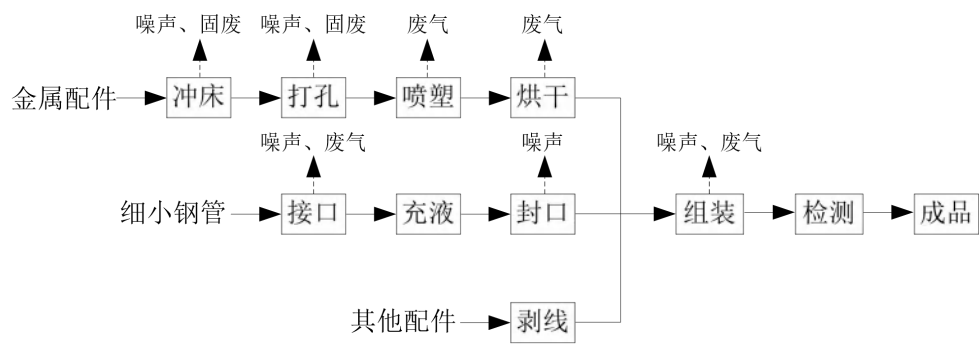 噪声、固废 噪声、固废 废气 废气
金属配件 冲床 打孔 喷塑 烘干
噪声、废气 噪声 噪声、废气
细小钢管 接口 充液 封口 组装 检测 成品
其他配件 剥线